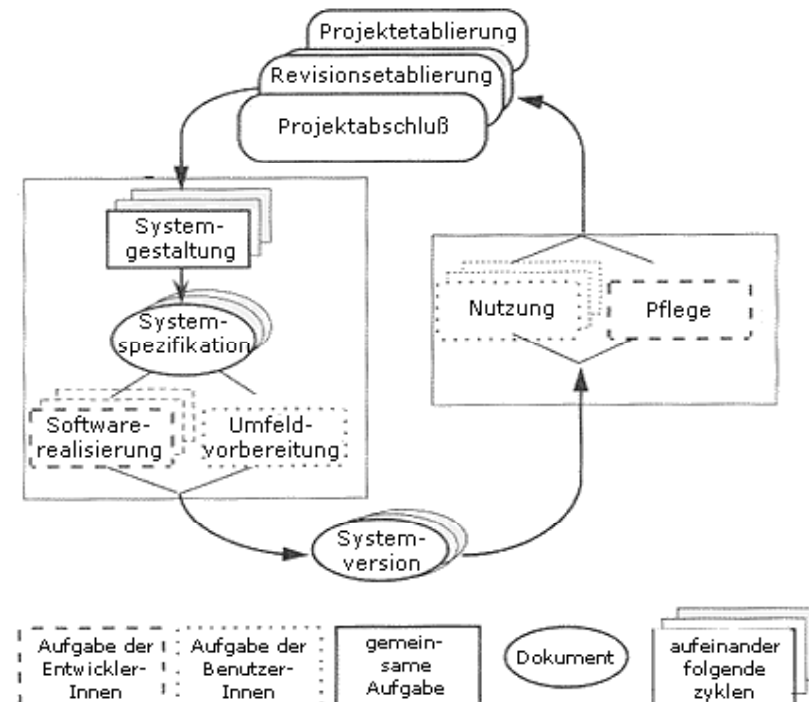 Projektetablierung
Revisionsetablierung
Projektabschluß
System-
gestaltung
System-
spezifikation
Software-
realisierung
Umfeld-
vorbereitung
Nutzung
Pflege
System-
version
Aufgabe der
Entwickler-
Innen
Aufgabe der
Benutzer-
Innen
gemein-
same
Aufgabe
Dokument
aufeinander
folgende
zyklen